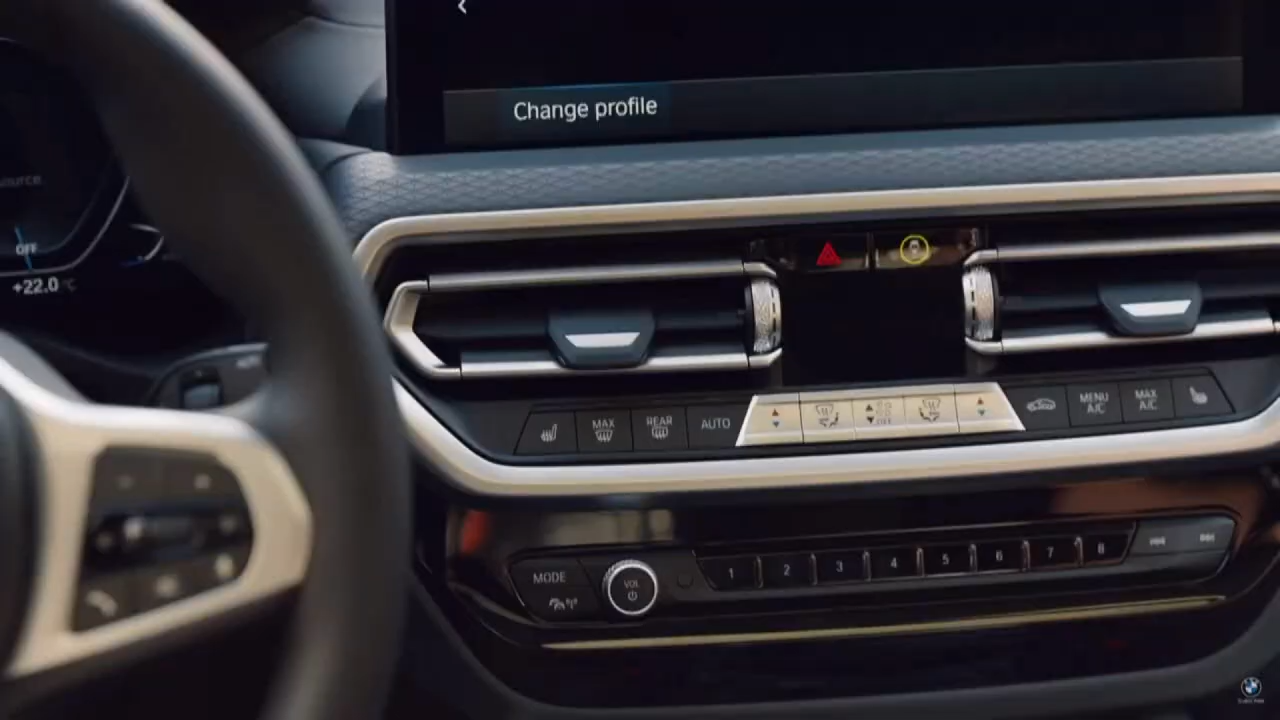 Change profile
OFF
+22.0 °C
MAX
REAR
AUTO
MENU
A/C
MAX
A/C
MODE
VOL
1 2 3 4 5 6 7 8